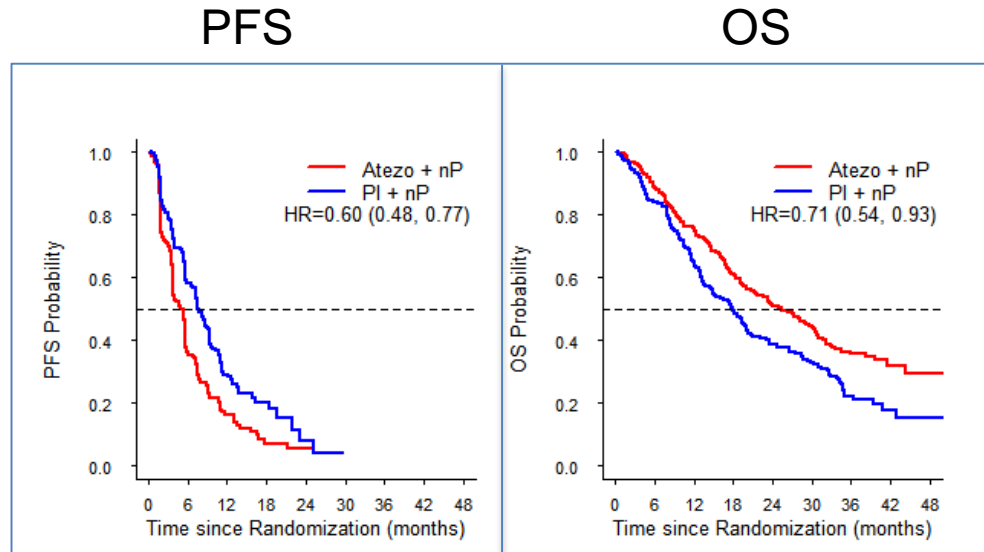 PFS
OS
PFS Probability
1.0
0.8
0.6
0.4
0.2
0.0
Atezo + nP
Pl + nP
HR=0.60 (0.48, 0.77)
0 6 12 18 24 30 36 42 48
Time since Randomization (months)
OS Probability
1.0
0.8
0.6
0.4
0.2
0.0
Atezo + nP
Pl + nP
HR=0.71 (0.54, 0.93)
0 6 12 18 24 30 36 42 48
Time since Randomization (months)